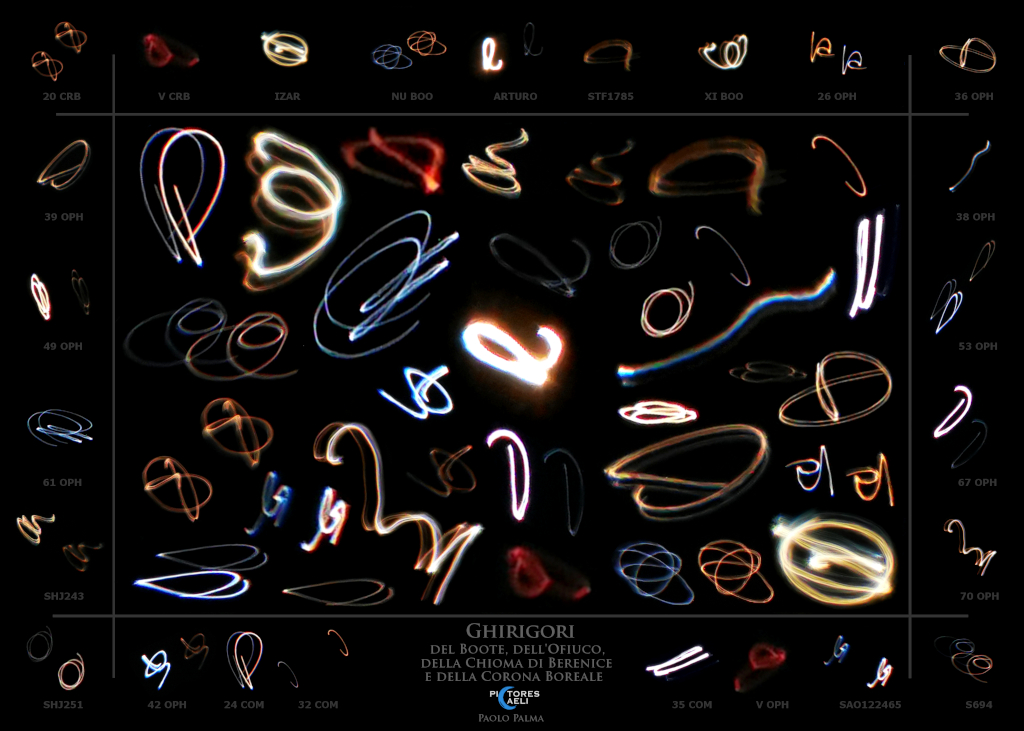 20 CRB
V CRB
IZAR
NU BOO
ARTURO
STF1785
XI BOO
26 OPH
36 OPH
39 OPH
38 OPH
49 OPH
53 OPH
61 OPH
67 OPH
SHJ243
70 OPH
GHIRIGORI
DEL BOOTE, DELL'OFIUCO,
DELLA CHIOMA DI BERENICE
E DELLA CORONA BOREALE
PICTORES
CAELI
PAOLO PALMA
SHJ251
42 OPH
24 COM
32 COM
35 COM
V OPH
SAO122465
S694